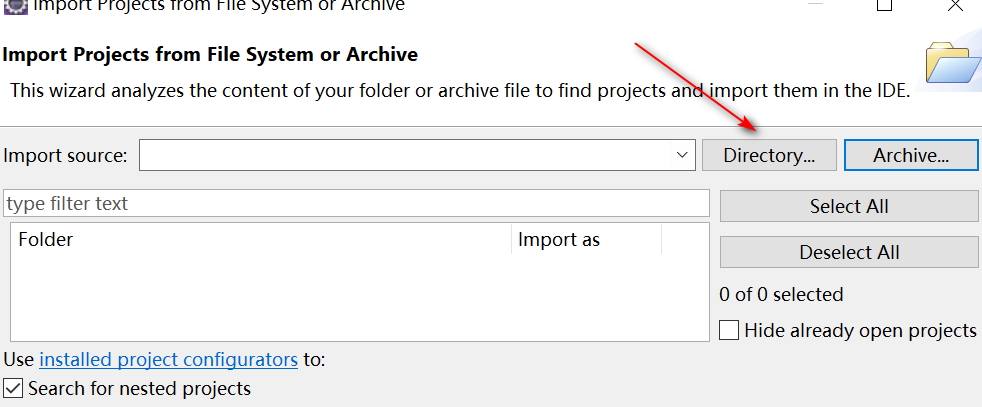 Import Projects from File System or Archive
Import Projects from File System or Archive
This wizard analyzes the content of your folder or archive file to find projects and import them in the IDE.
Import source: Directory... Archive...
type filter text Select All
Folder Import as
Deselect All
0 of 0 selected
Hide already open projects
Use installed project configurators to:
Search for nested projects